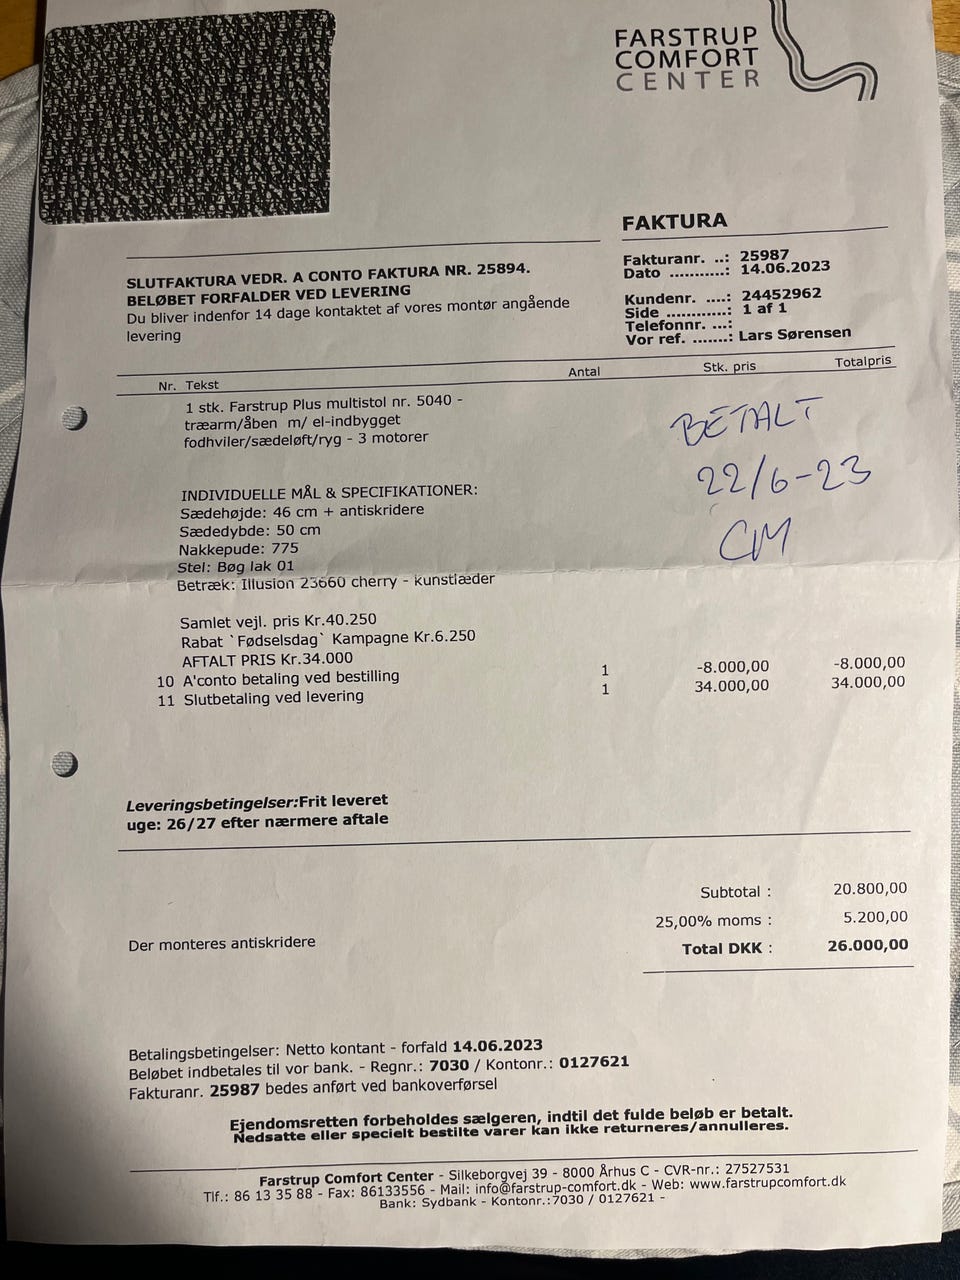 FARSTRUP
COMFORT
CENTER
FAKTURA
SLUTFAKTURA VEDR. A CONTO FAKTURA NR. 25894.
BELØBET FORFALDER VED LEVERING
Du bliver indenfor 14 dage kontaktet af vores montør angående
levering
Fakturanr. ..: 25987
Dato ...........: 14.06.2023
Kundenr. ....: 24452962
Side ............: 1 af 1
Telefonnr. ...:
Vor ref. .......: Lars Sørensen
Nr. Tekst Antal Stk. pris Totalpris
1 stk. Farstrup Plus multistol nr. 5040 -
træarm/åben m/ el-indbygget
fodhviler/sædeløft/ryg - 3 motorer
BETALT
22/6-23
CM
INDIVIDUELLE MÅL & SPECIFIKATIONER:
Sædehøjde: 46 cm + antiskridere
Sædedybde: 50 cm
Nakkepude: 775
Stel: Bøg lak 01
Betræk: Illusion 23660 cherry - kunstlæder
Samlet vejl. pris Kr.40.250
Rabat `Fødselsdag` Kampagne Kr.6.250
AFTALT PRIS Kr.34.000
10 A'conto betaling ved bestilling 1 -8.000,00 -8.000,00
11 Slutbetaling ved levering 1 34.000,00 34.000,00
Leveringsbetingelser:Frit leveret
uge: 26/27 efter nærmere aftale
Subtotal : 20.800,00
25,00% moms : 5.200,00
Der monteres antiskridere
Total DKK : 26.000,00
Betalingsbetingelser: Netto kontant - forfald 14.06.2023
Beløbet indbetales til vor bank. - Regnr.: 7030 / Kontonr.: 0127621
Fakturanr. 25987 bedes anført ved bankoverførsel
Ejendomsretten forbeholdes sælgeren, indtil det fulde beløb er betalt.
Nedsatte eller specielt bestilte varer kan ikke returneres/annulleres.
Farstrup Comfort Center - Silkeborgvej 39 - 8000 Århus C - CVR-nr.: 27527531
Tlf.: 86 13 35 88 - Fax: 86133556 - Mail: info@farstrup-comfort.dk - Web: www.farstrupcomfort.dk
Bank: Sydbank - Kontonr.:7030 / 0127621 -